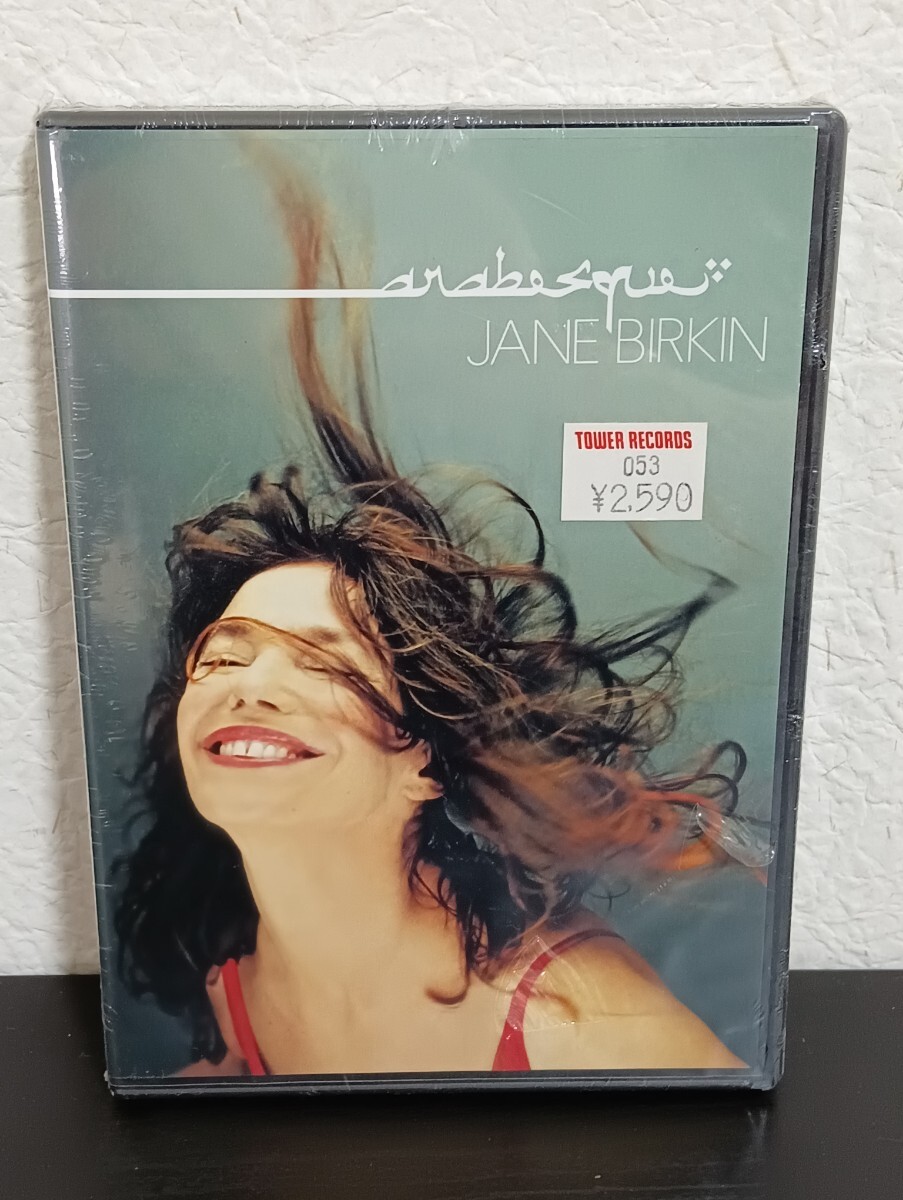 arabesque
JANE BIRKIN
TOWER RECORDS
053
¥2,590